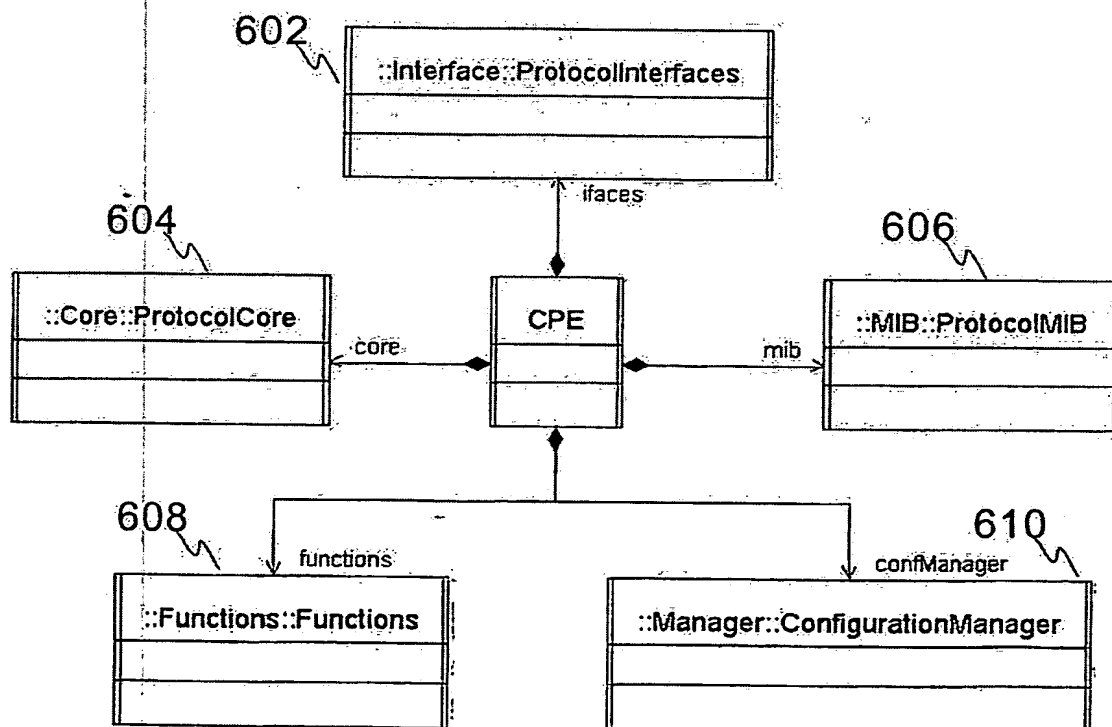 602
::Interface::ProtocolInterfaces
ifaces
604
606
::Core::ProtocolCore
CPE
::MIB::ProtocolMIB
core
mib
608
610
functions
confManager
::Functions::Functions
::Manager::ConfigurationManager